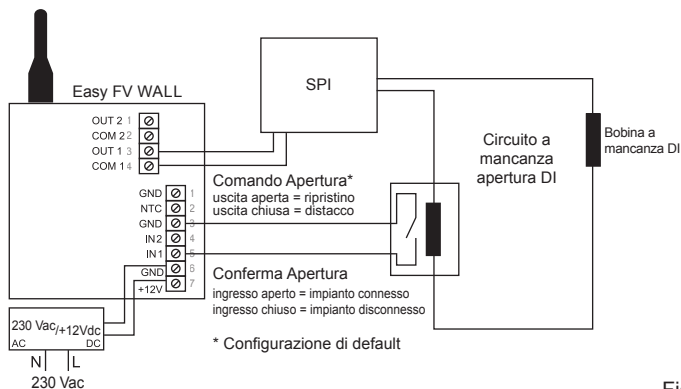 Easy FV WALL
SPI
OUT 2 1
COM 2 2
OUT 1 3
COM 1 4
GND 1
NTC 2
GND 3
IN2 4
IN1 5
GND 6
+12V 7
Comando Apertura*
uscita aperta = ripristino
uscita chiusa = distacco
Circuito a
mancanza
apertura DI
Bobina a
mancanza DI
Conferma Apertura
ingresso aperto = impianto connesso
ingresso chiuso = impianto disconnesso
* Configurazione di default
230 Vac/+12Vdc
AC DC
N L
230 Vac
Fi